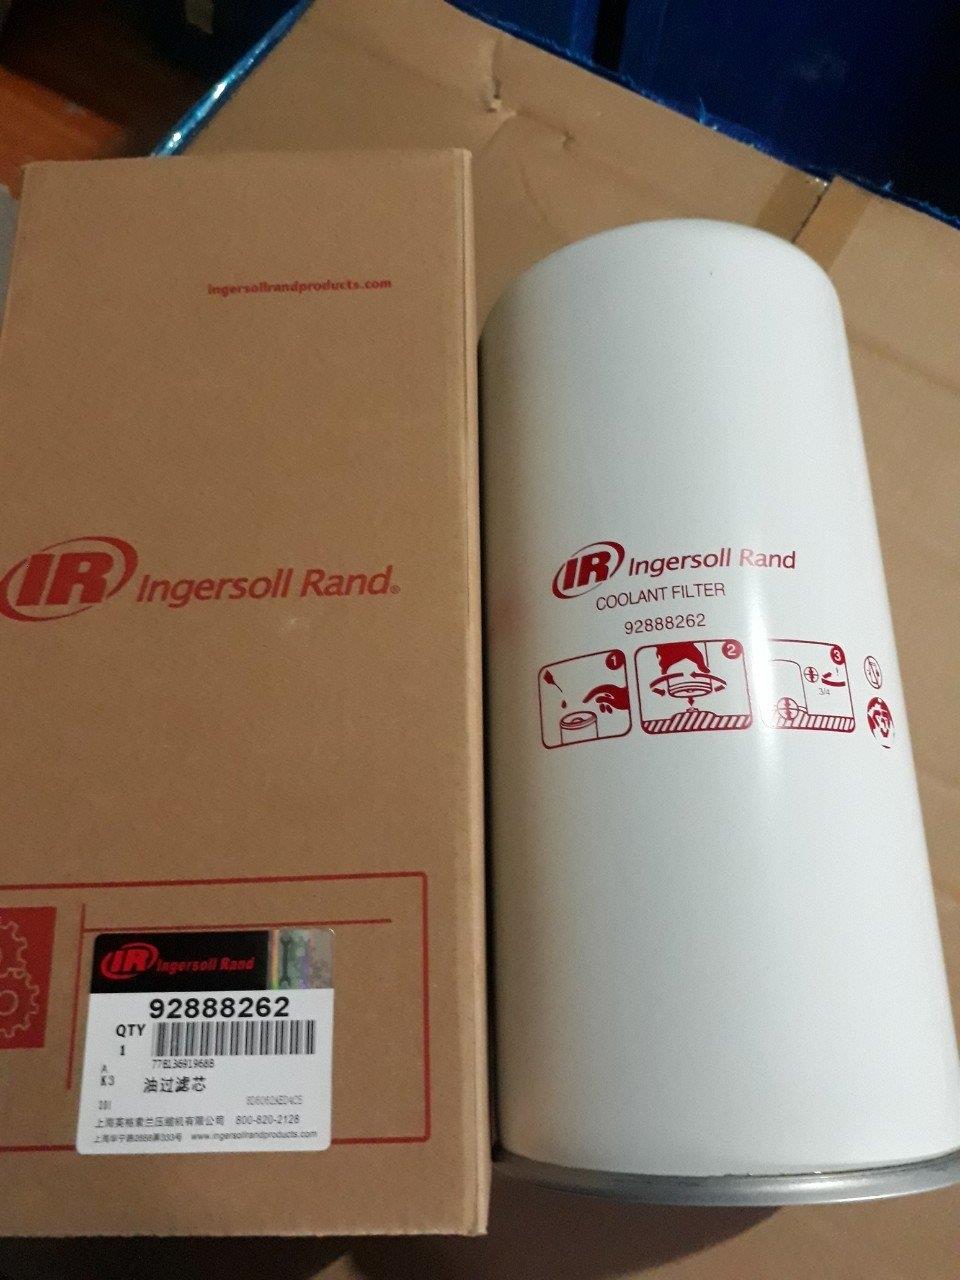 ingersollrandproducts.com
IR Ingersoll Rand®
IR Ingersoll Rand
COOLANT FILTER
92888262
1
2
3
3/4
IR Ingersoll Rand
92888262
QTY
1
A
K3
油过滤芯
上海英格索兰压缩机有限公司 800-820-2128
www.ingersollrandproducts.com